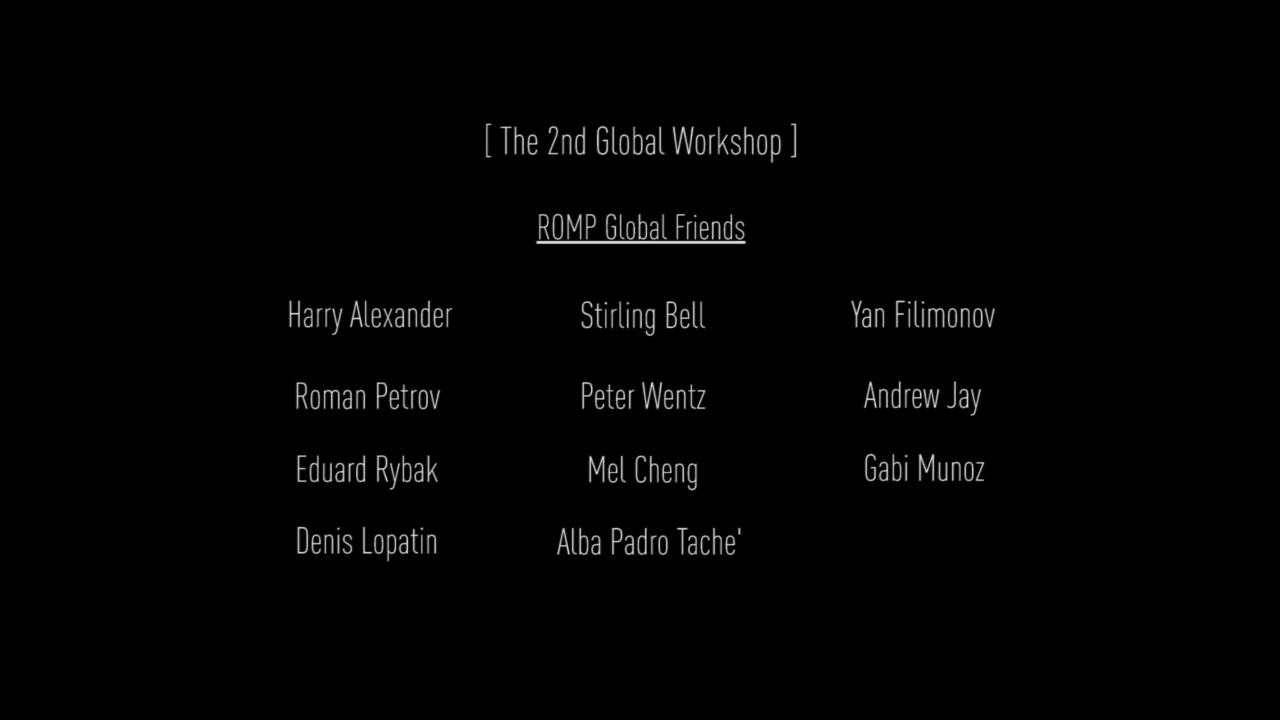 [ The 2nd Global Workshop ]
ROMP Global Friends
Harry Alexander Stirling Bell Yan Filimonov
Roman Petrov Peter Wentz Andrew Jay
Eduard Rybak Mel Cheng Gabi Munoz
Denis Lopatin Alba Padro Tache'